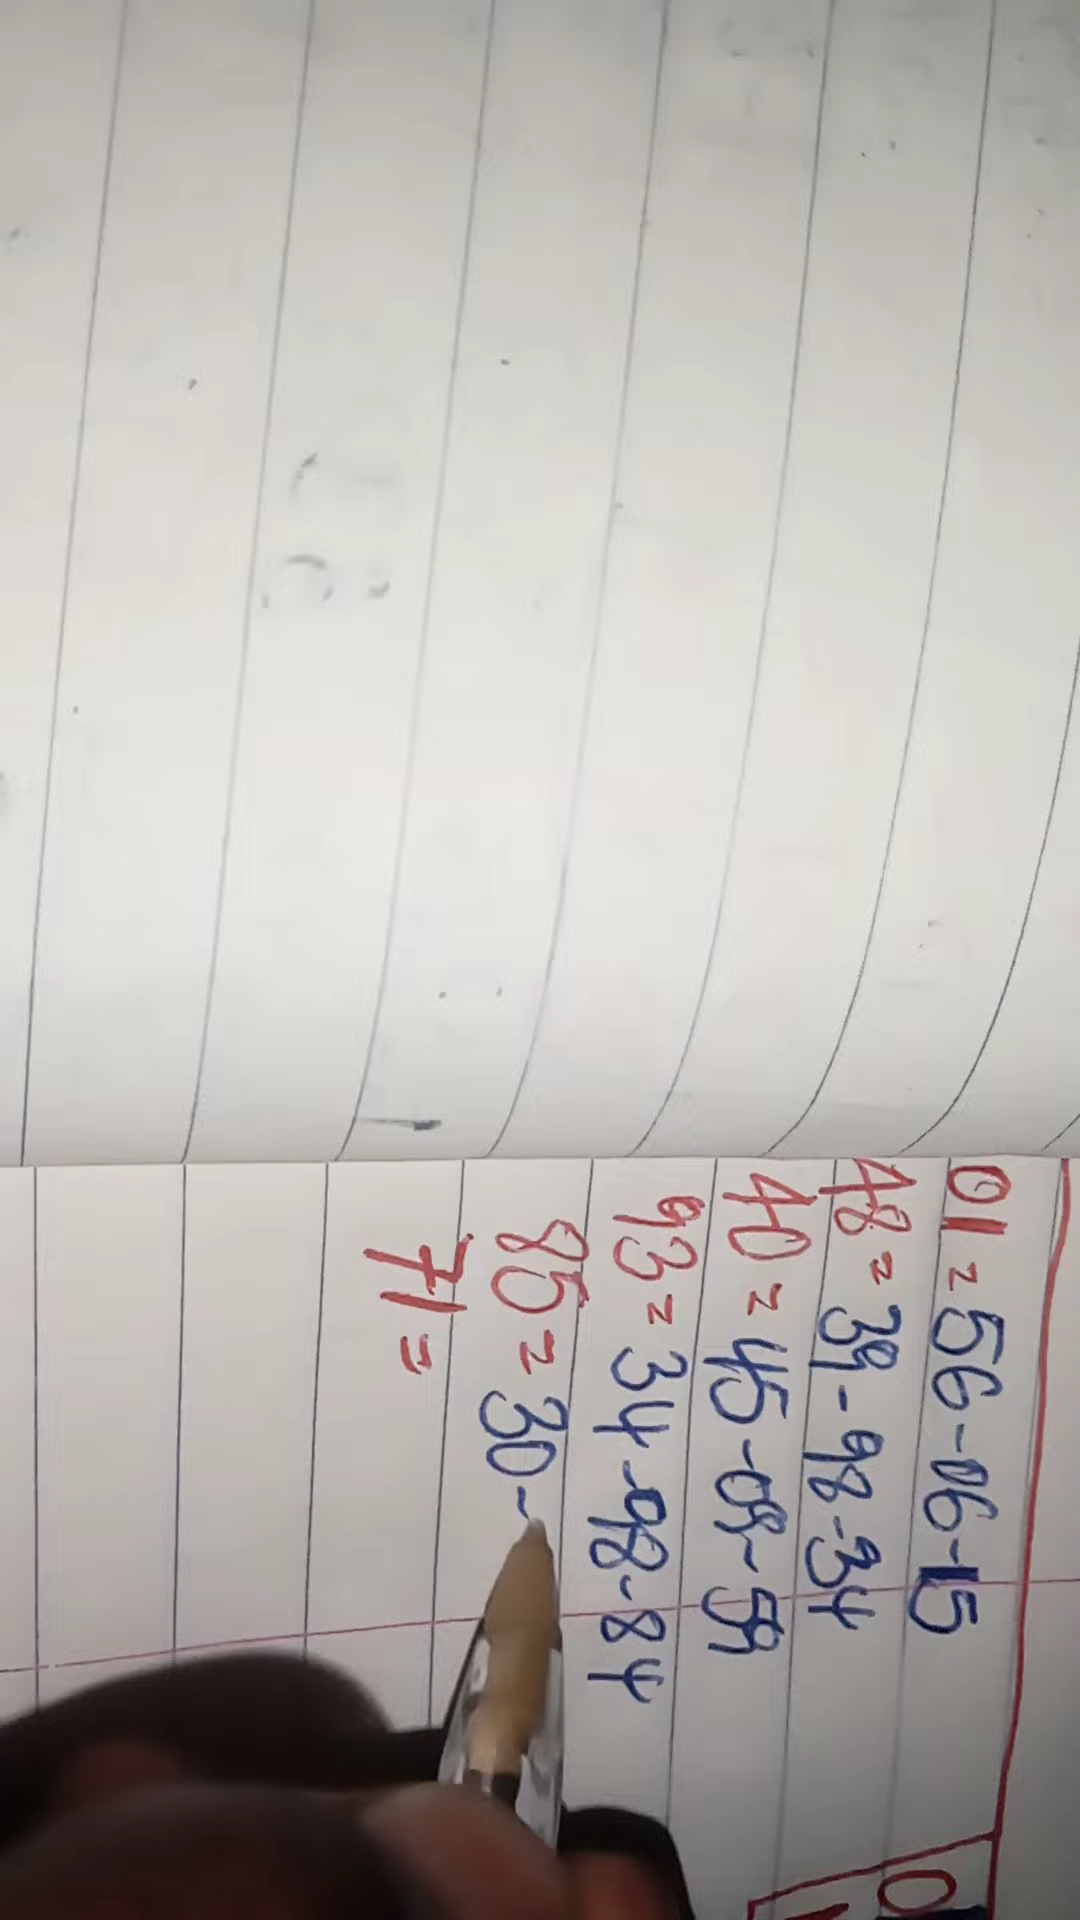 01 = 56-06-15
48 = 39-98-34
40 = 45-09-59
93 = 34-98-84
85 = 30-
71 =